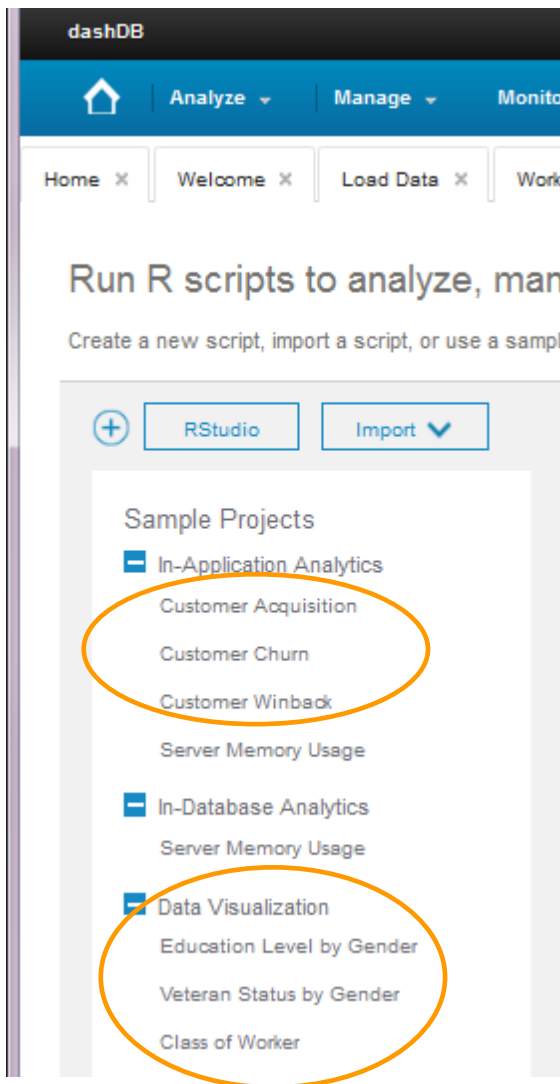 dashDB
Analyze Manage Monito
Home Welcome Load Data Work
Run R scripts to analyze, man
Create a new script, import a script, or use a sampl
RStudio Import
Sample Projects
In-Application Analytics
Customer Acquisition
Customer Churn
Customer Winback
Server Memory Usage
In-Database Analytics
Server Memory Usage
Data Visualization
Education Level by Gender
Veteran Status by Gender
Class of Worker